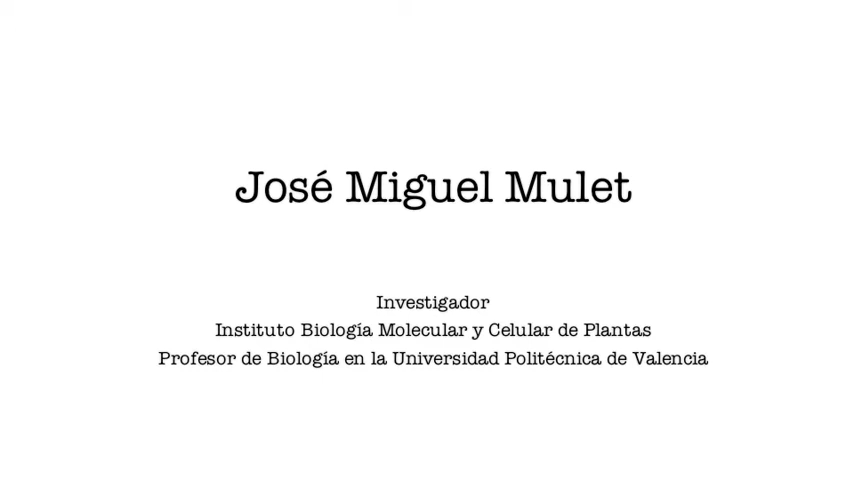 José Miguel Mulet
Investigador
Instituto Biología Molecular y Celular de Plantas
Profesor de Biología en la Universidad Politécnica de Valencia